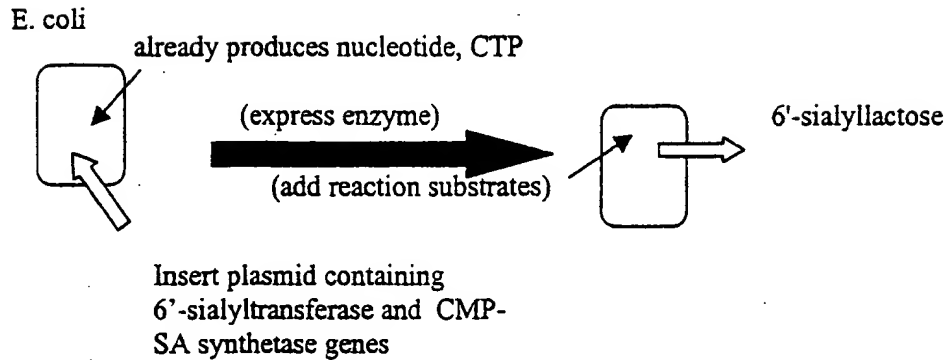 E. coli
already produces nucleotide, CTP
(express enzyme)
6'-sialyllactose
(add reaction substrates)
Insert plasmid containing
6’-sialyltransferase and CMP-
SA synthetase genes